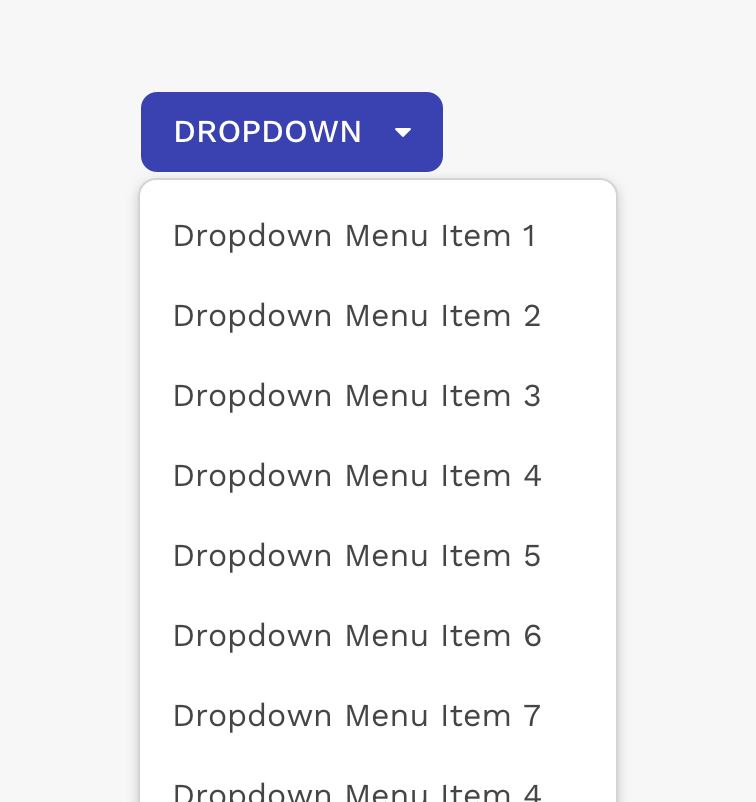 DROPDOWN
Dropdown Menu Item 1
Dropdown Menu Item 2
Dropdown Menu Item 3
Dropdown Menu Item 4
Dropdown Menu Item 5
Dropdown Menu Item 6
Dropdown Menu Item 7
Dropdown Menu Item 4